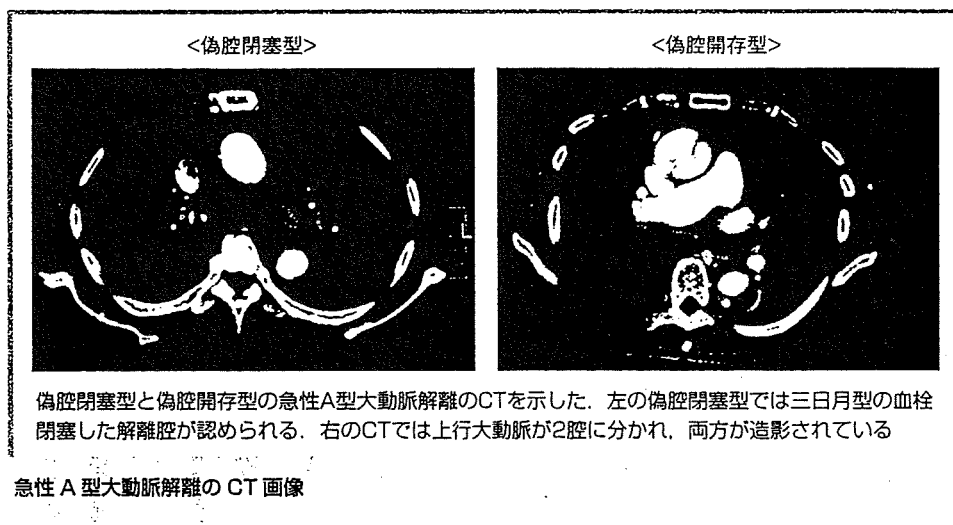 <偽腔閉塞型>
<偽腔開存型>
偽腔閉塞型と偽腔開存型の急性A型大動脈解離のCTを示した．左の偽腔閉塞型では三日月型の血栓
閉塞した解離腔が認められる．右のCTでは上行大動脈が2腔に分かれ，両方が造影されている
急性 A 型大動脈解離の CT 画像